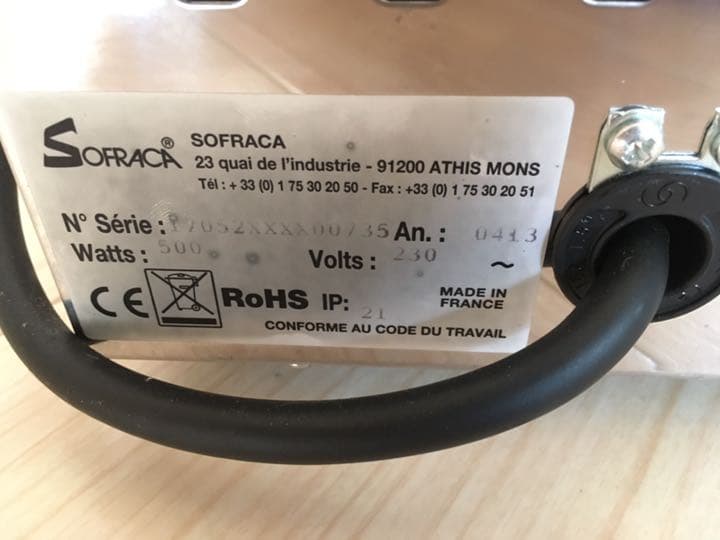 SOFRACA® SOFRACA
23 quai de l'industrie - 91200 ATHIS MONS
Tél : + 33 (0) 1 75 30 20 50 - Fax : +33 (0) 1 75 30 20 51
N° Série : 17052XXXX00735 An. : 0413
Watts : 500 Volts : 230 ~
CE RoHS IP: 21 MADE IN
FRANCE
CONFORME AU CODE DU TRAVAIL